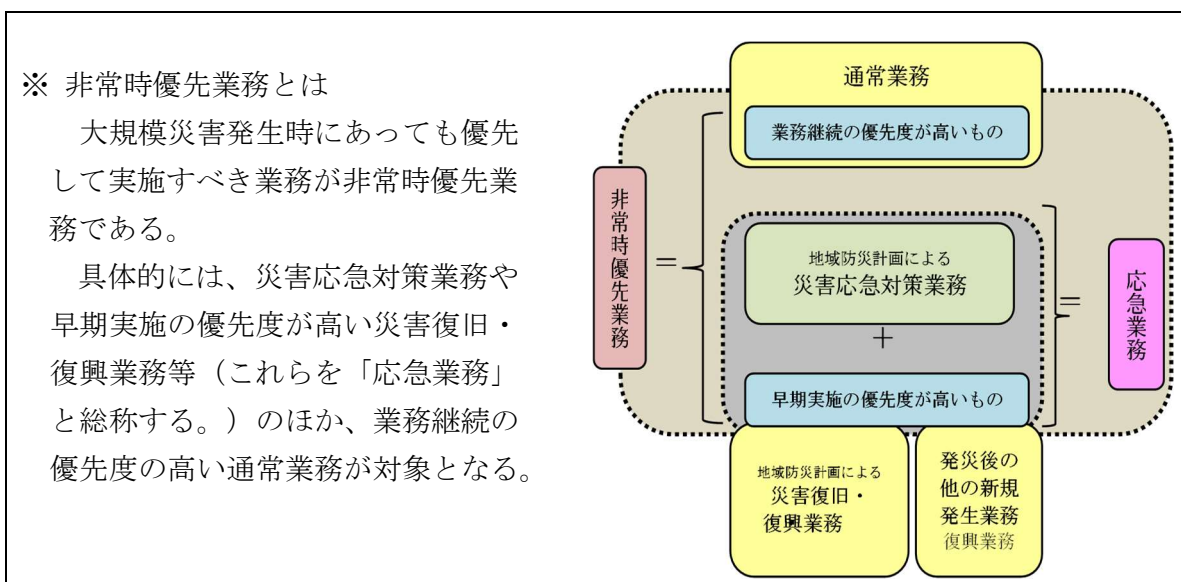 ※ 非常時優先業務とは
大規模災害発生時にあっても優先
して実施すべき業務が非常時優先業
務である。
具体的には、災害応急対策業務や
早期実施の優先度が高い災害復旧・
復興業務等（これらを「応急業務」
と総称する。）のほか、業務継続の
優先度の高い通常業務が対象となる。
通常業務
業務継続の優先度が高いもの
非常時優先業務
＝
地域防災計画による
災害応急対策業務
＋
早期実施の優先度が高いもの
＝
応急業務
地域防災計画による
災害復旧・
復興業務
発災後の
他の新規
発生業務
復興業務